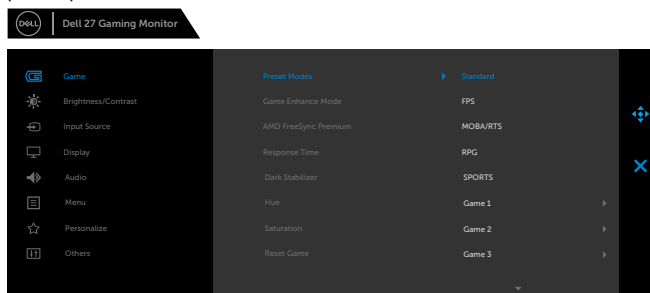 DELL
Dell 27 Gaming Monitor
Game Preset Modes Standard
Brightness/Contrast Game Enhance Mode FPS
Input Source AMD FreeSync Premium MOBA/RTS
Display Response Time RPG
Audio Dark Stabilizer SPORTS
Menu Hue Game 1
Personalize Saturation Game 2
Others Reset Game Game 3